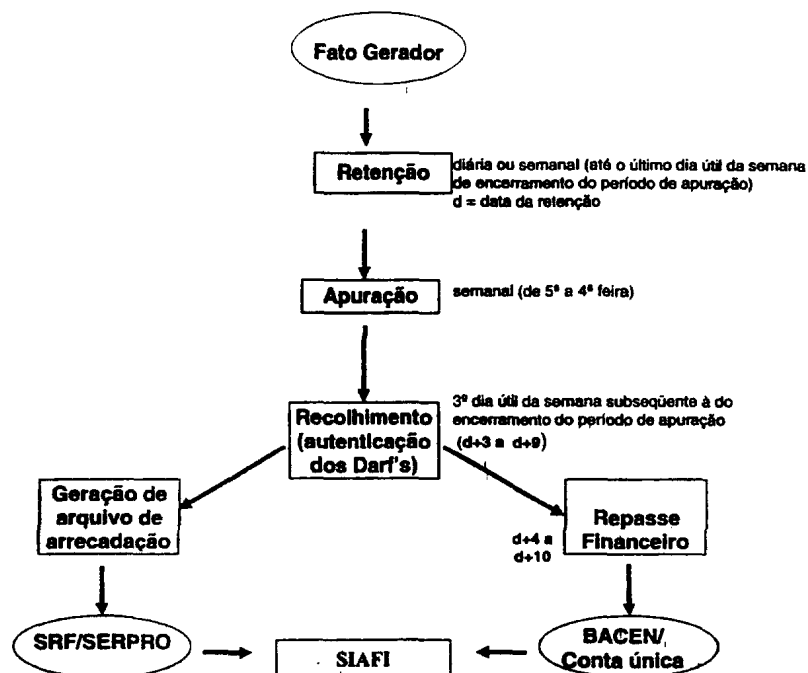 Fato Gerador
Retenção
diária ou semanal (até o último dia útil da semana
de encerramento do período de apuração)
d = data da retenção
Apuração
semanal (de 5ª a 4ª feira)
Recolhimento
(autenticação
dos Darf's)
3º dia útil da semana subseqüente à do
encerramento do período de apuração
(d+3 a d+9)
Geração de
arquivo de
arrecadação
d+4 a
d+10
Repasse
Financeiro
SRF/SERPRO
SIAFI
BACEN/
Conta única